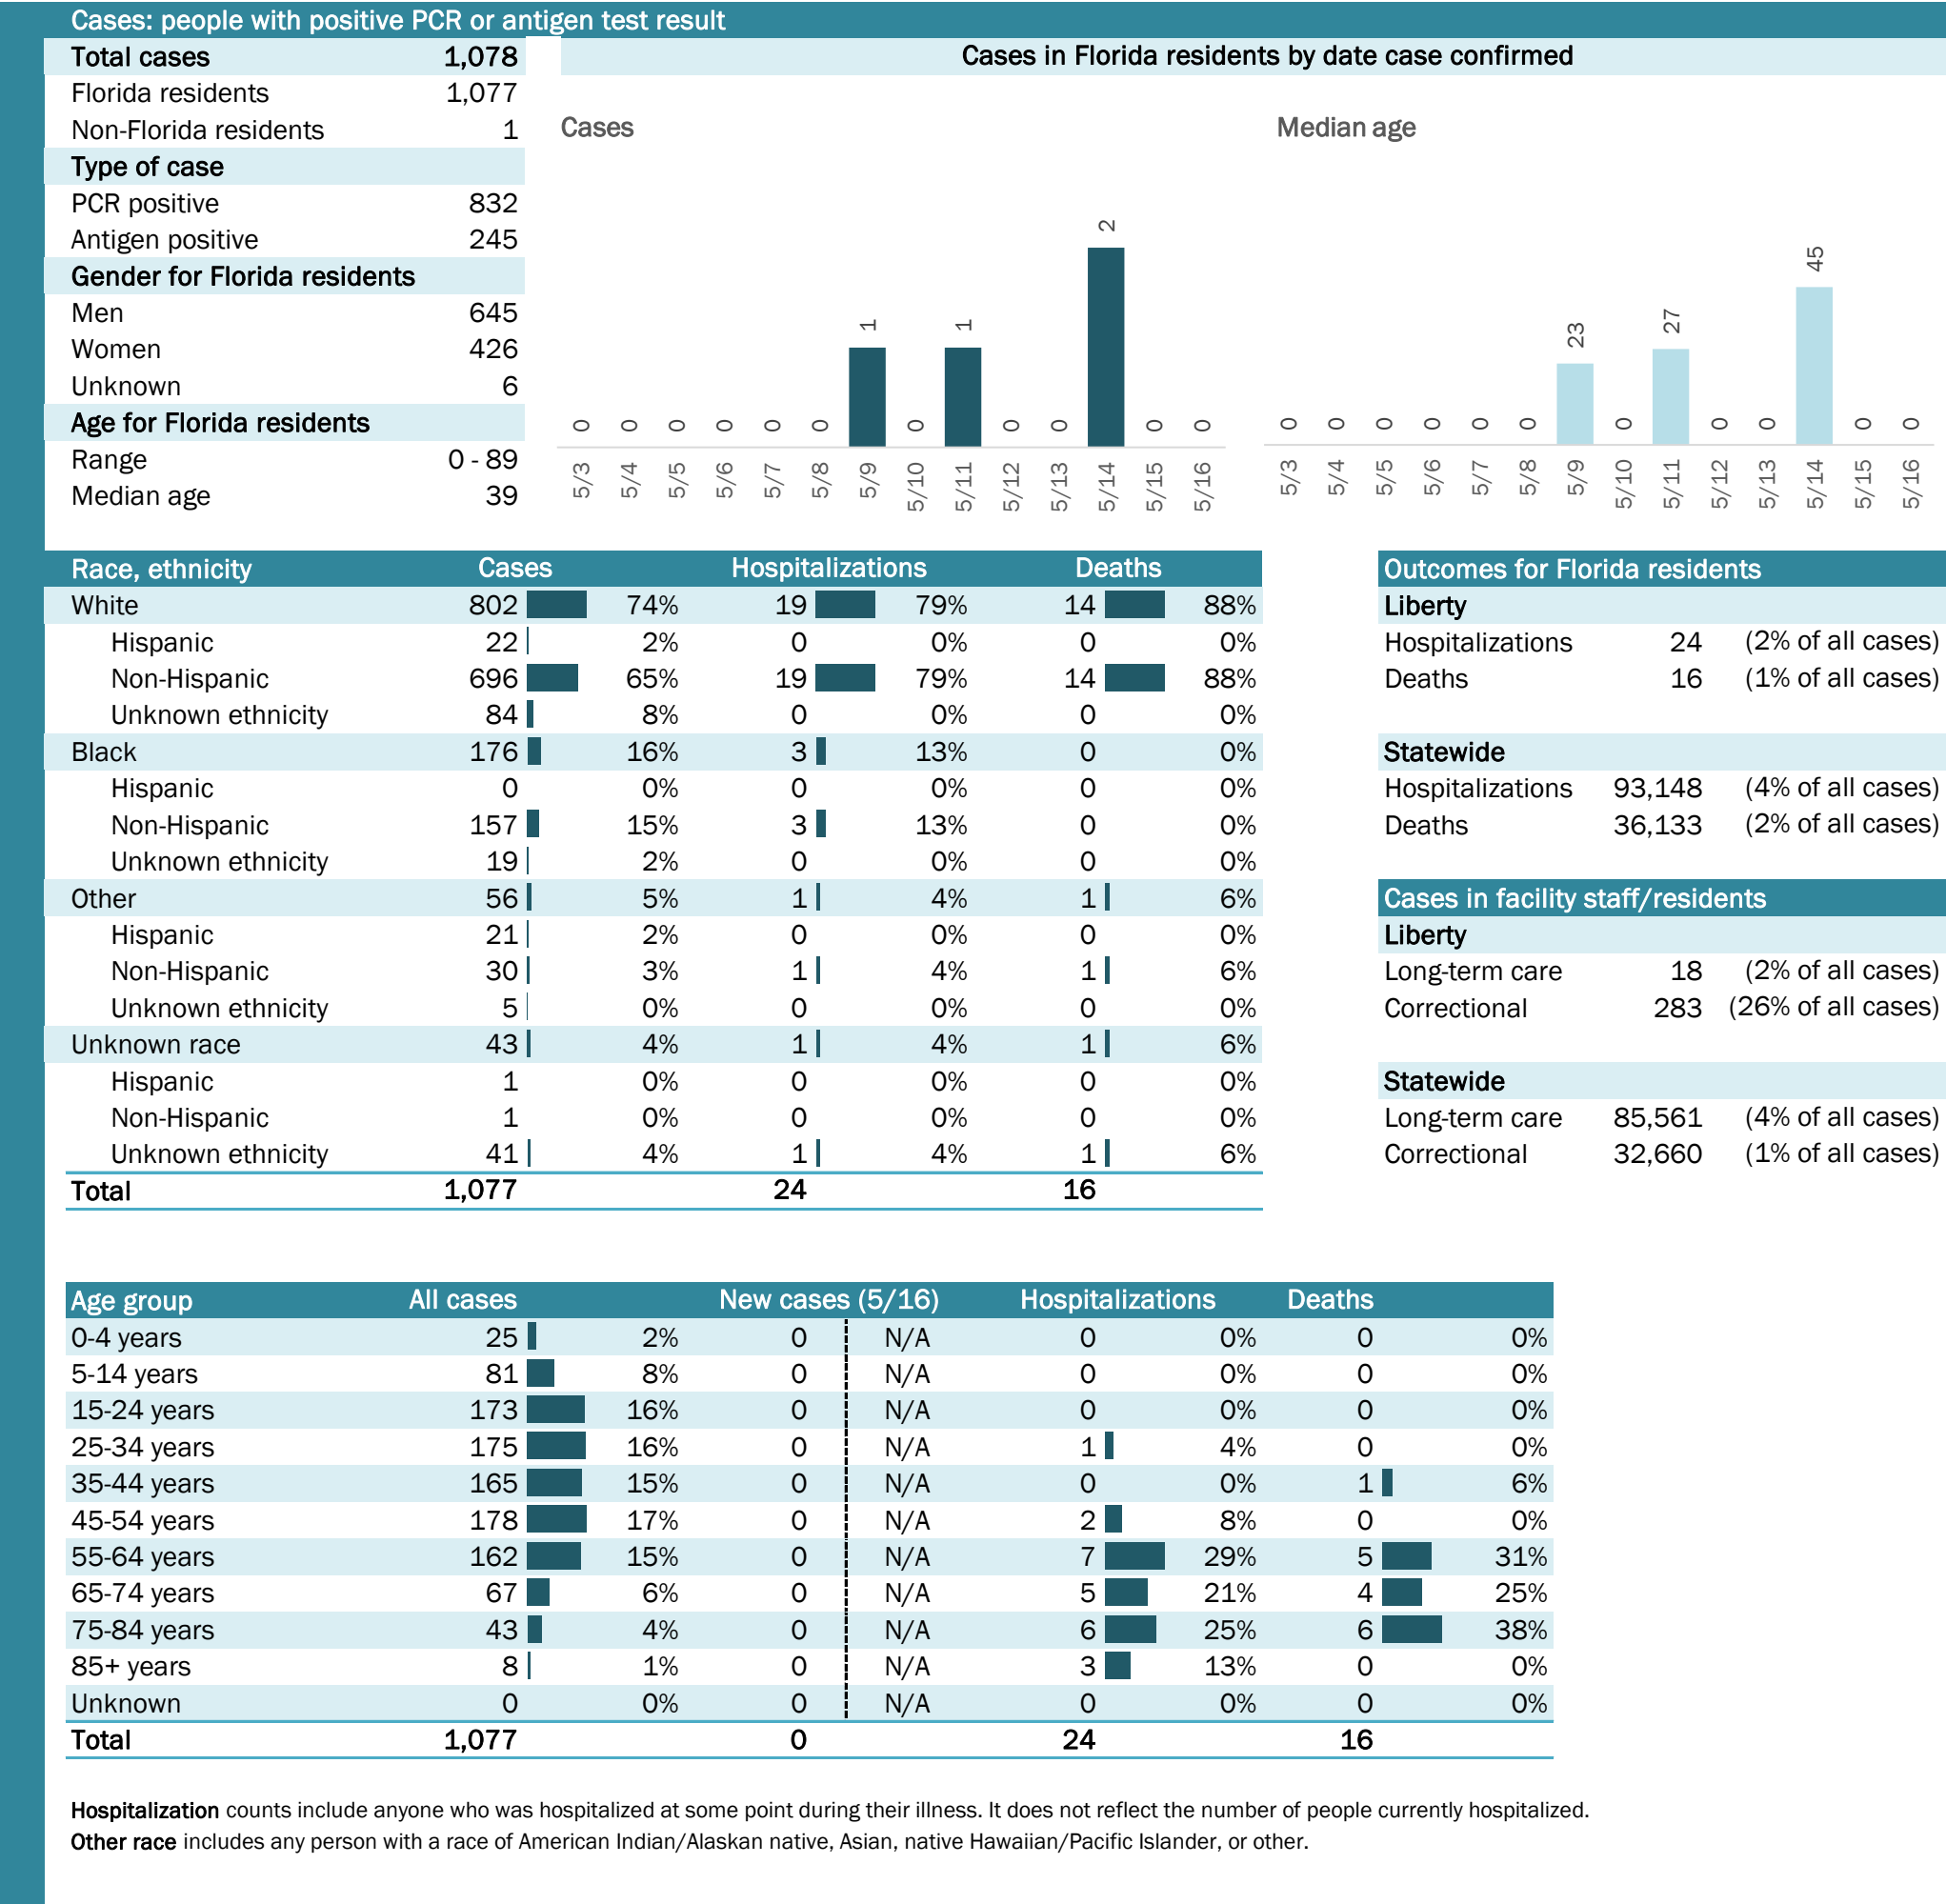 Cases: people with positive PCR or antigen test result
Total cases 1,078
Florida residents 1,077
Non-Florida residents 1
Type of case
PCR positive 832
Antigen positive 245
Gender for Florida residents
Men 645
Women 426
Unknown 6
Age for Florida residents
Range 0 - 89
Median age 39
Cases in Florida residents by date case confirmed
Cases
0 0 0 0 0 0 1 0 1 0 0 2 0 0
5/3 5/4 5/5 5/6 5/7 5/8 5/9 5/10 5/11 5/12 5/13 5/14 5/15 5/16
Median age
0 0 0 0 0 0 23 0 27 0 0 45 0 0
5/3 5/4 5/5 5/6 5/7 5/8 5/9 5/10 5/11 5/12 5/13 5/14 5/15 5/16
Race, ethnicity Cases Hospitalizations Deaths
White 802 74% 19 79% 14 88%
Hispanic 22 2% 0 0% 0 0%
Non-Hispanic 696 65% 19 79% 14 88%
Unknown ethnicity 84 8% 0 0% 0 0%
Black 176 16% 3 13% 0 0%
Hispanic 0 0% 0 0% 0 0%
Non-Hispanic 157 15% 3 13% 0 0%
Unknown ethnicity 19 2% 0 0% 0 0%
Other 56 5% 1 4% 1 6%
Hispanic 21 2% 0 0% 0 0%
Non-Hispanic 30 3% 1 4% 1 6%
Unknown ethnicity 5 0% 0 0% 0 0%
Unknown race 43 4% 1 4% 1 6%
Hispanic 1 0% 0 0% 0 0%
Non-Hispanic 1 0% 0 0% 0 0%
Unknown ethnicity 41 4% 1 4% 1 6%
Total 1,077 24 16
Outcomes for Florida residents
Liberty
Hospitalizations 24 (2% of all cases)
Deaths 16 (1% of all cases)
Statewide
Hospitalizations 93,148 (4% of all cases)
Deaths 36,133 (2% of all cases)
Cases in facility staff/residents
Liberty
Long-term care 18 (2% of all cases)
Correctional 283 (26% of all cases)
Statewide
Long-term care 85,561 (4% of all cases)
Correctional 32,660 (1% of all cases)
Age group All cases New cases (5/16) Hospitalizations Deaths
0-4 years 25 2% 0 N/A 0 0% 0 0%
5-14 years 81 8% 0 N/A 0 0% 0 0%
15-24 years 173 16% 0 N/A 0 0% 0 0%
25-34 years 175 16% 0 N/A 1 4% 0 0%
35-44 years 165 15% 0 N/A 0 0% 1 6%
45-54 years 178 17% 0 N/A 2 8% 0 0%
55-64 years 162 15% 0 N/A 7 29% 5 31%
65-74 years 67 6% 0 N/A 5 21% 4 25%
75-84 years 43 4% 0 N/A 6 25% 6 38%
85+ years 8 1% 0 N/A 3 13% 0 0%
Unknown 0 0% 0 N/A 0 0% 0 0%
Total 1,077 0 24 16
Hospitalization counts include anyone who was hospitalized at some point during their illness. It does not reflect the number of people currently hospitalized.
Other race includes any person with a race of American Indian/Alaskan native, Asian, native Hawaiian/Pacific Islander, or other.